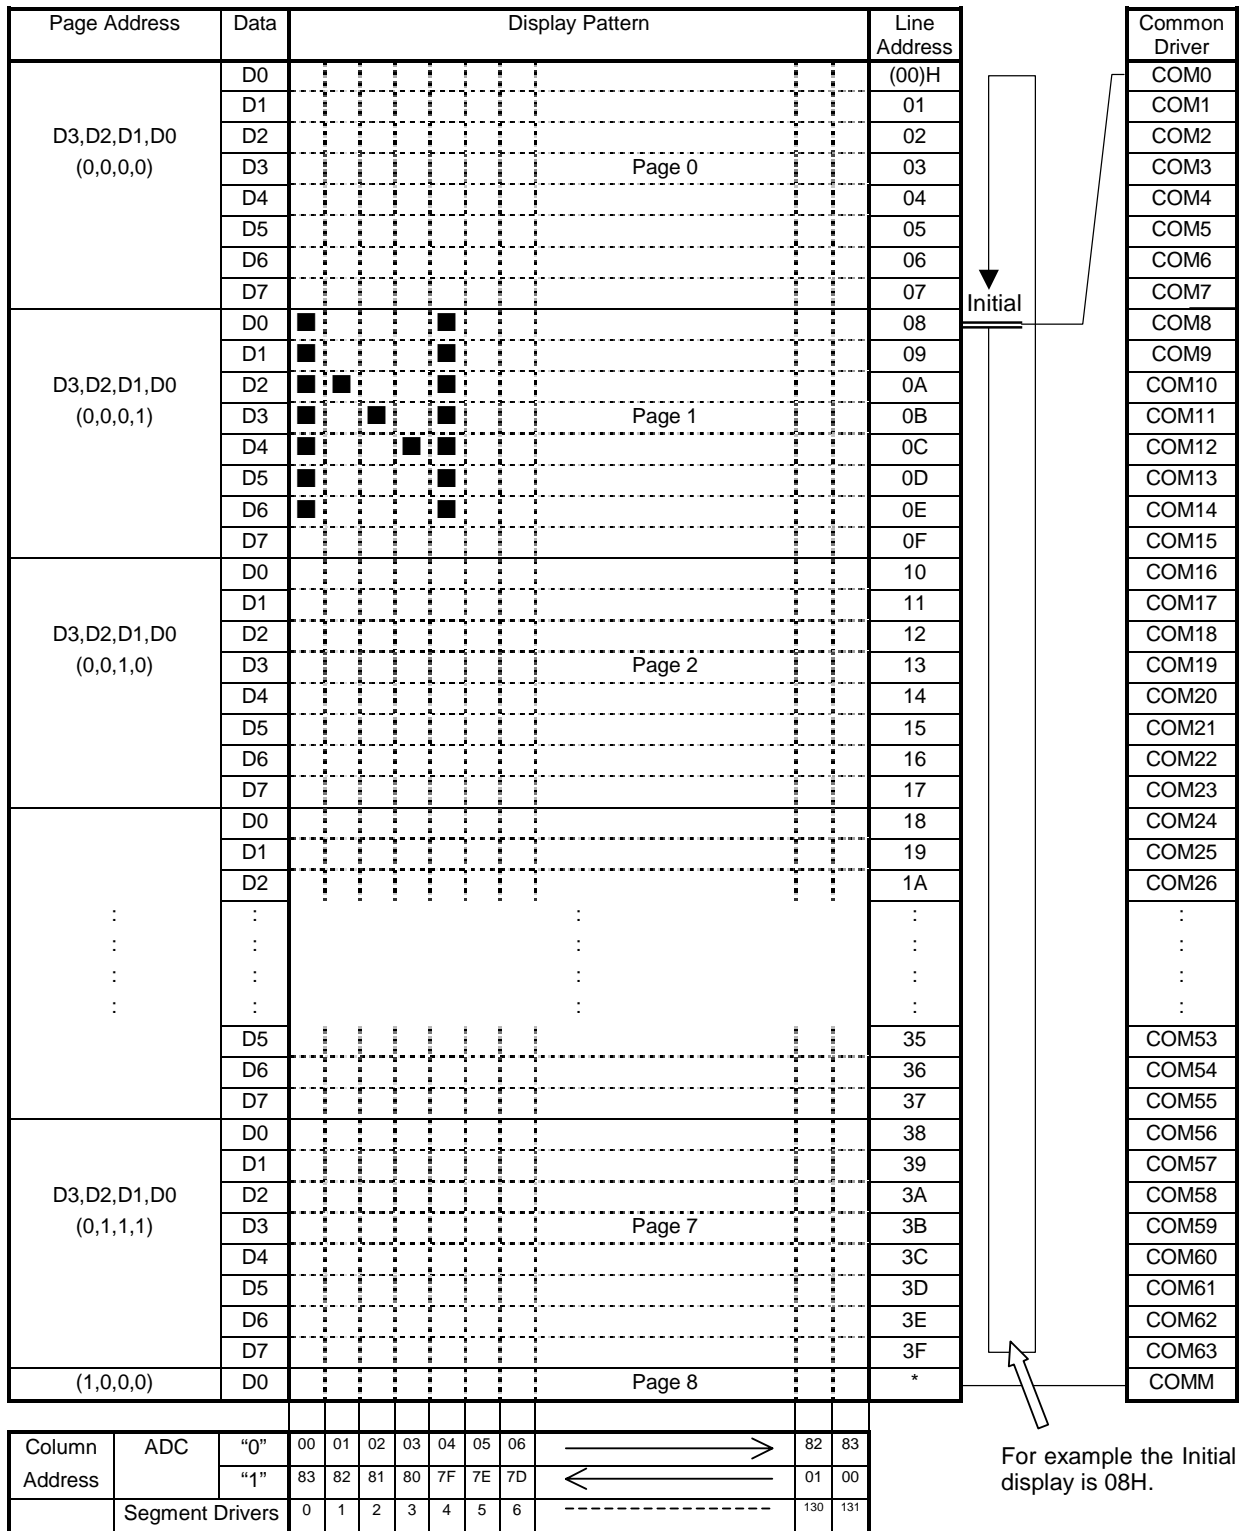 Page Address Data Display Pattern Line Address Common Driver
D0 (00)H COM0
D1 01 COM1
D3,D2,D1,D0 D2 02 COM2
(0,0,0,0) D3 Page 0 03 COM3
D4 04 COM4
D5 05 COM5
D6 06 COM6
D7 07 COM7
Initial
D0 08 COM8
D1 09 COM9
D3,D2,D1,D0 D2 0A COM10
(0,0,0,1) D3 Page 1 0B COM11
D4 0C COM12
D5 0D COM13
D6 0E COM14
D7 0F COM15
D0 10 COM16
D1 11 COM17
D3,D2,D1,D0 D2 12 COM18
(0,0,1,0) D3 Page 2 13 COM19
D4 14 COM20
D5 15 COM21
D6 16 COM22
D7 17 COM23
D0 18 COM24
D1 19 COM25
D2 1A COM26
: : : : :
: : : : :
: : : : :
: : : : :
D5 35 COM53
D6 36 COM54
D7 37 COM55
D0 38 COM56
D1 39 COM57
D3,D2,D1,D0 D2 3A COM58
(0,1,1,1) D3 Page 7 3B COM59
D4 3C COM60
D5 3D COM61
D6 3E COM62
D7 3F COM63
(1,0,0,0) D0 Page 8 * COMM
Column ADC “0” 00 01 02 03 04 05 06 82 83
Address “1” 83 82 81 80 7F 7E 7D 01 00
Segment Drivers 0 1 2 3 4 5 6 130 131
For example the Initial
display is 08H.